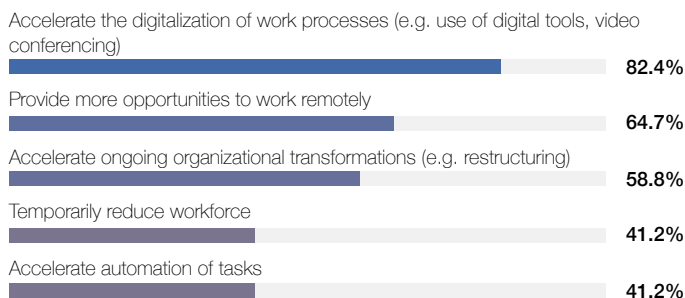 Accelerate the digitalization of work processes (e.g. use of digital tools, video
conferencing)
82.4%
Provide more opportunities to work remotely
64.7%
Accelerate ongoing organizational transformations (e.g. restructuring)
58.8%
Temporarily reduce workforce
41.2%
Accelerate automation of tasks
41.2%